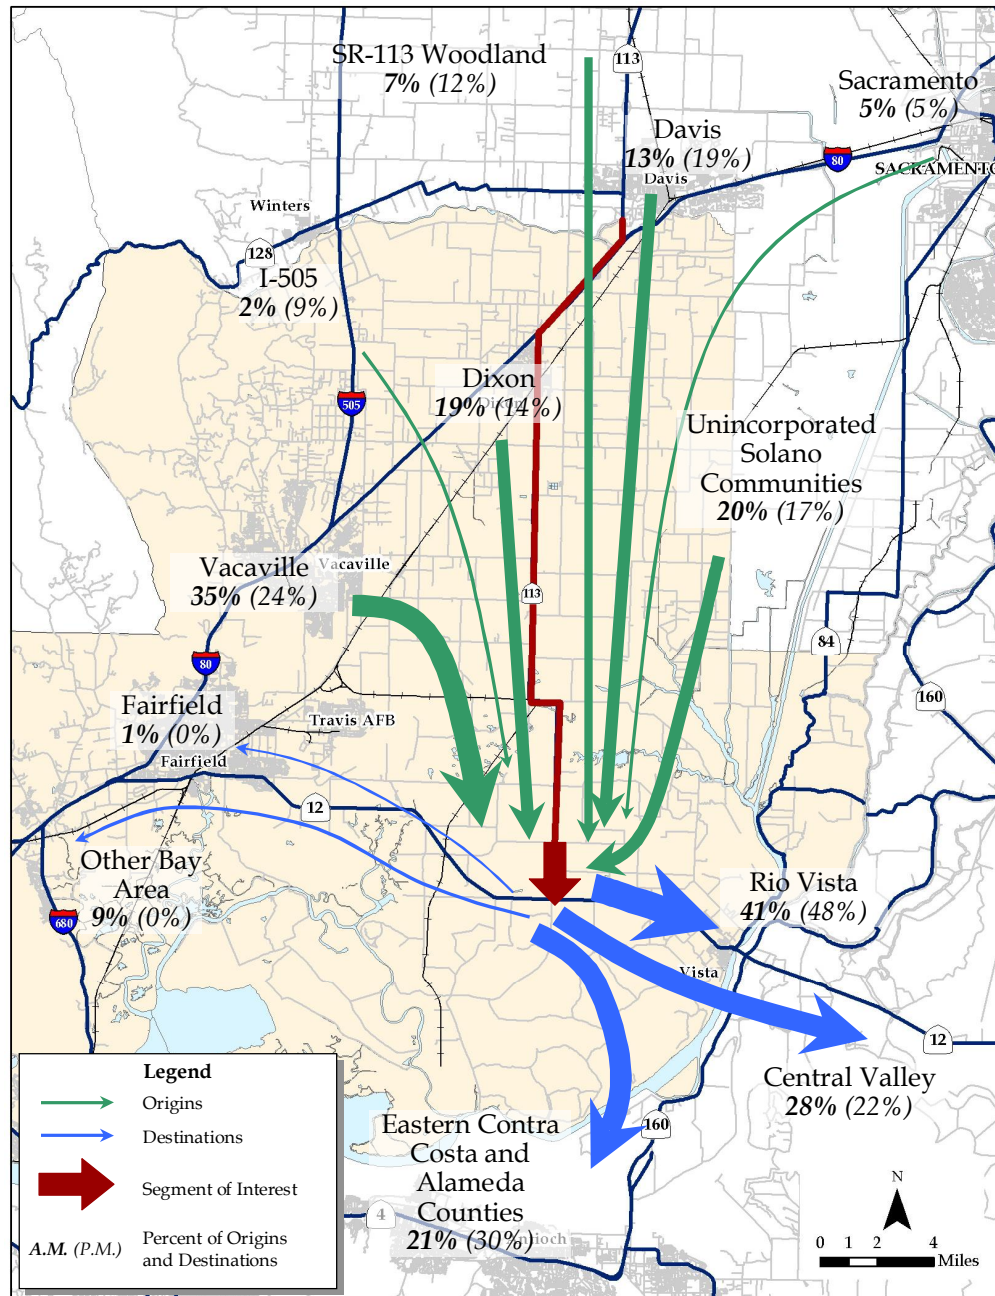 SR-113 Woodland
7% (12%)
113
Sacramento
5% (5%)
Davis
13% (19%)
Davis
80
SACRAMENTO
Winters
128
I-505
2% (9%)
505
Dixon
19% (14%)
Unincorporated
Solano
Communities
20% (17%)
Vacaville
35% (24%)
Vacaville
113
84
80
160
Fairfield
1% (0%)
Fairfield
Travis AFB
12
Other Bay
Area
9% (0%)
680
Rio Vista
41% (48%)
Vista
12
Central Valley
28% (22%)
Eastern Contra
Costa and
Alameda
Counties
21% (30%)
160
4
Legend
Origins
Destinations
Segment of Interest
A.M. (P.M.)
Percent of Origins
and Destinations
N
0 1 2 4
Miles